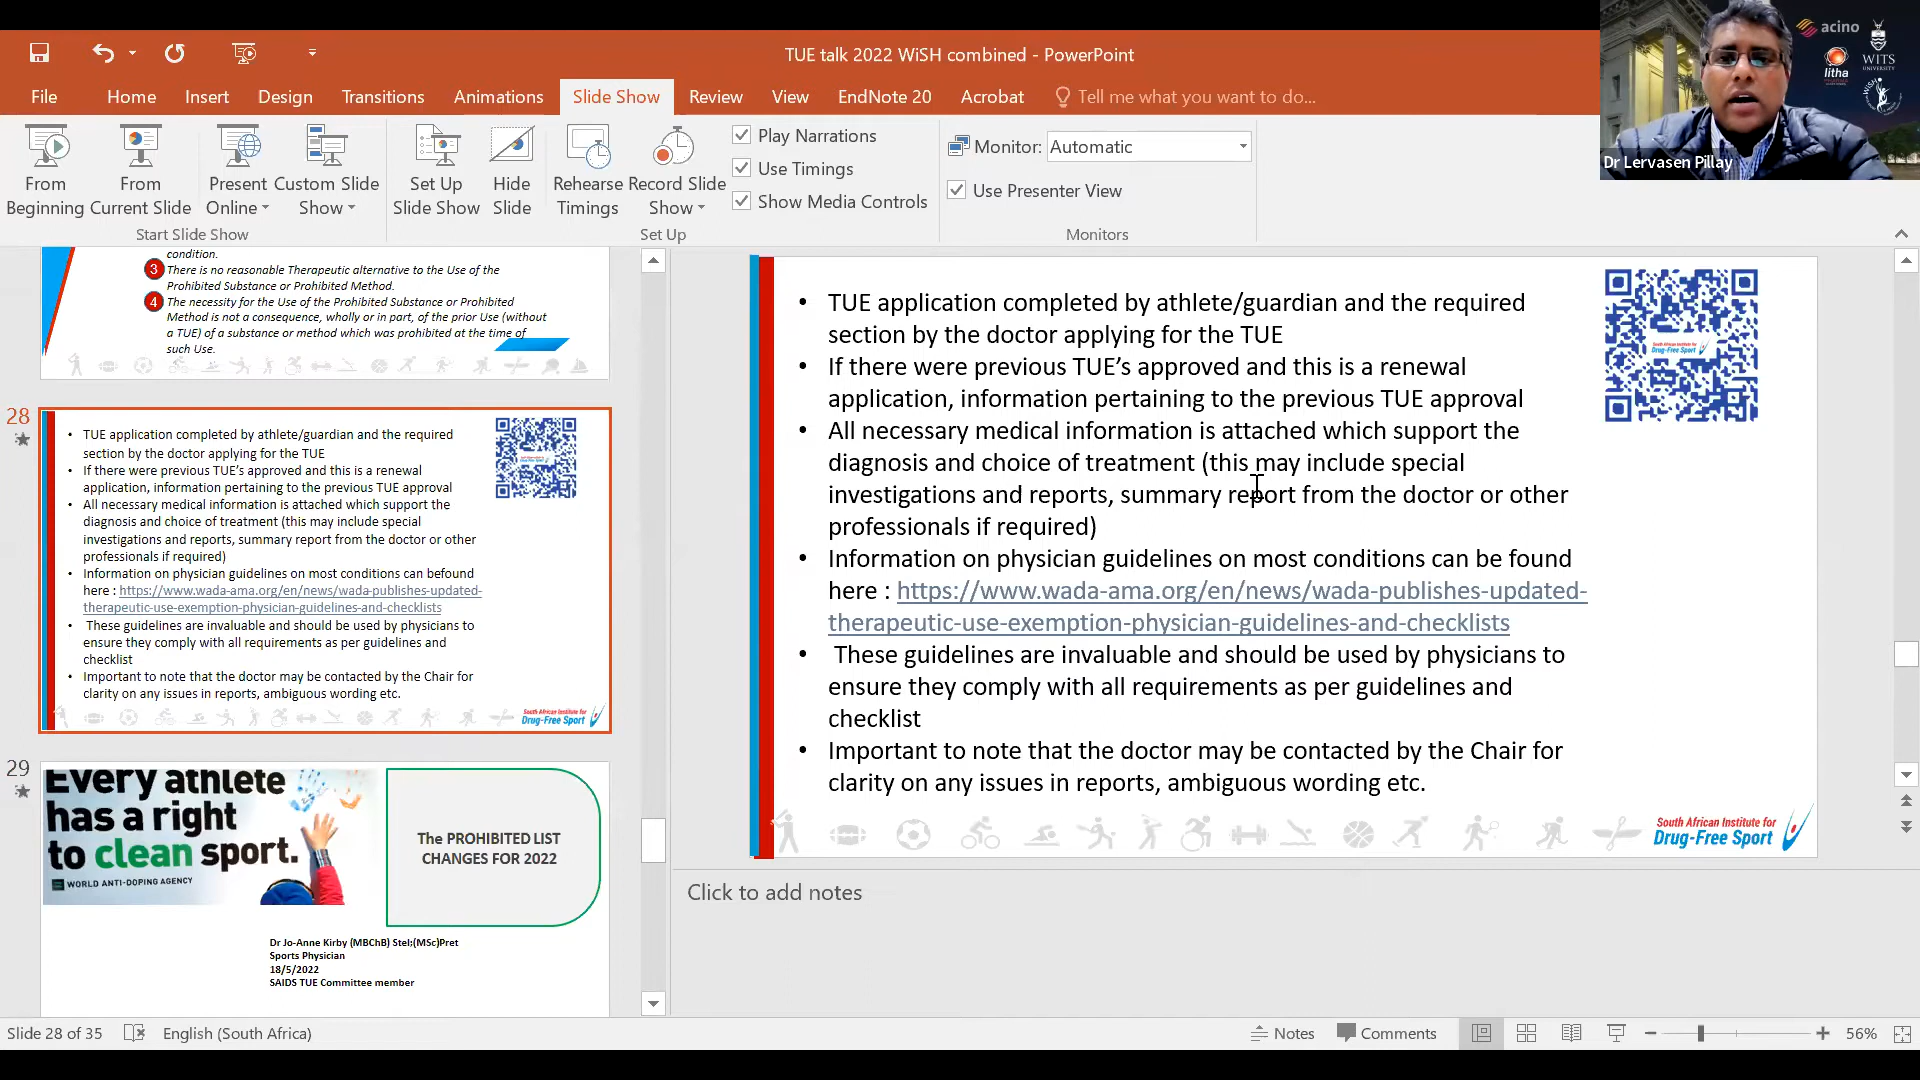 TUE talk 2022 WiSH combined - PowerPoint
acino
litha
WITS
UNIVERSITY
WiSH
Dr Lervasen Pillay
File Home Insert Design Transitions Animations Slide Show Review View EndNote 20 Acrobat Tell me what you want to do...
From Beginning
From Current Slide
Present Online
Custom Slide Show
Set Up Slide Show
Hide Slide
Rehearse Timings
Record Slide Show
Play Narrations
Use Timings
Show Media Controls
Monitor: Automatic
Use Presenter View
Start Slide Show
Set Up
Monitors
condition.
3 There is no reasonable Therapeutic alternative to the Use of the
Prohibited Substance or Prohibited Method.
4 The necessity for the Use of the Prohibited Substance or Prohibited
Method is not a consequence, wholly or in part, of the prior Use (without
a TUE) of a substance or method which was prohibited at the time of
such Use.
28
• TUE application completed by athlete/guardian and the required
section by the doctor applying for the TUE
• If there were previous TUE's approved and this is a renewal
application, information pertaining to the previous TUE approval
• All necessary medical information is attached which support the
diagnosis and choice of treatment (this may include special
investigations and reports, summary report from the doctor or other
professionals if required)
• Information on physician guidelines on most conditions can befound
here : https://www.wada-ama.org/en/news/wada-publishes-updated-
therapeutic-use-exemption-physician-guidelines-and-checklists
• These guidelines are invaluable and should be used by physicians to
ensure they comply with all requirements as per guidelines and
checklist
• Important to note that the doctor may be contacted by the Chair for
clarity on any issues in reports, ambiguous wording etc.
South African Institute for
Drug-Free Sport
29
Every athlete
has a right
to clean sport.
WORLD ANTI-DOPING AGENCY
The PROHIBITED LIST
CHANGES FOR 2022
Dr Jo-Anne Kirby (MBChB) Stel;(MSc)Pret
Sports Physician
18/5/2022
SAIDS TUE Committee member
• TUE application completed by athlete/guardian and the required
section by the doctor applying for the TUE
• If there were previous TUE's approved and this is a renewal
application, information pertaining to the previous TUE approval
• All necessary medical information is attached which support the
diagnosis and choice of treatment (this may include special
investigations and reports, summary report from the doctor or other
professionals if required)
• Information on physician guidelines on most conditions can be found
here : https://www.wada-ama.org/en/news/wada-publishes-updated-
therapeutic-use-exemption-physician-guidelines-and-checklists
• These guidelines are invaluable and should be used by physicians to
ensure they comply with all requirements as per guidelines and
checklist
• Important to note that the doctor may be contacted by the Chair for
clarity on any issues in reports, ambiguous wording etc.
South African Institute for
Drug-Free Sport
South African Institute for
Drug-Free Sport
Click to add notes
Slide 28 of 35 English (South Africa) Notes Comments 56%